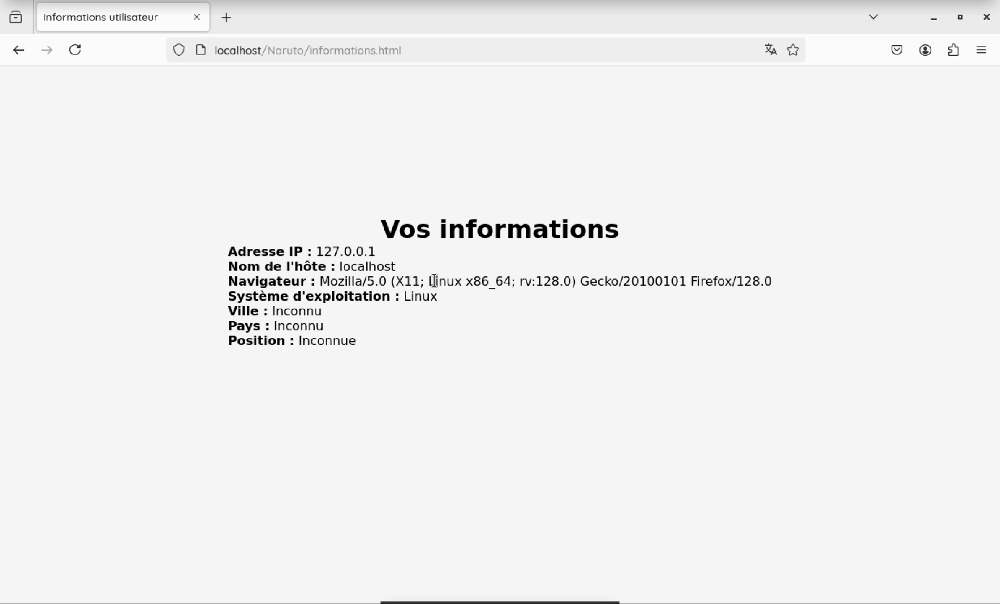 Informations utilisateur
localhost/Naruto/informations.html
Vos informations
Adresse IP : 127.0.0.1
Nom de l'hôte : localhost
Navigateur : Mozilla/5.0 (X11; Linux x86_64; rv:128.0) Gecko/20100101 Firefox/128.0
Système d'exploitation : Linux
Ville : Inconnu
Pays : Inconnu
Position : Inconnue